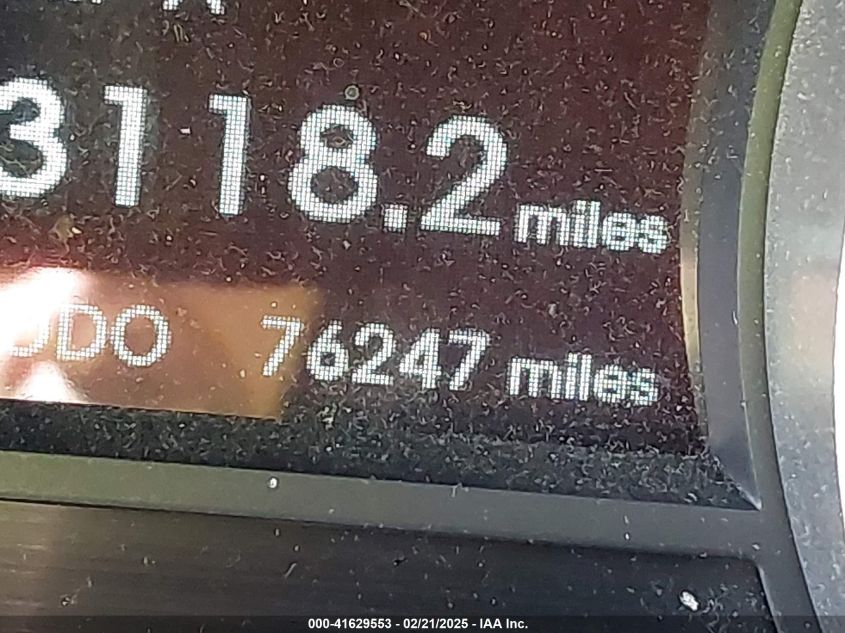 3118.2 miles
ODO 76247 miles
000-41629553 - 02/21/2025 - IAA Inc.